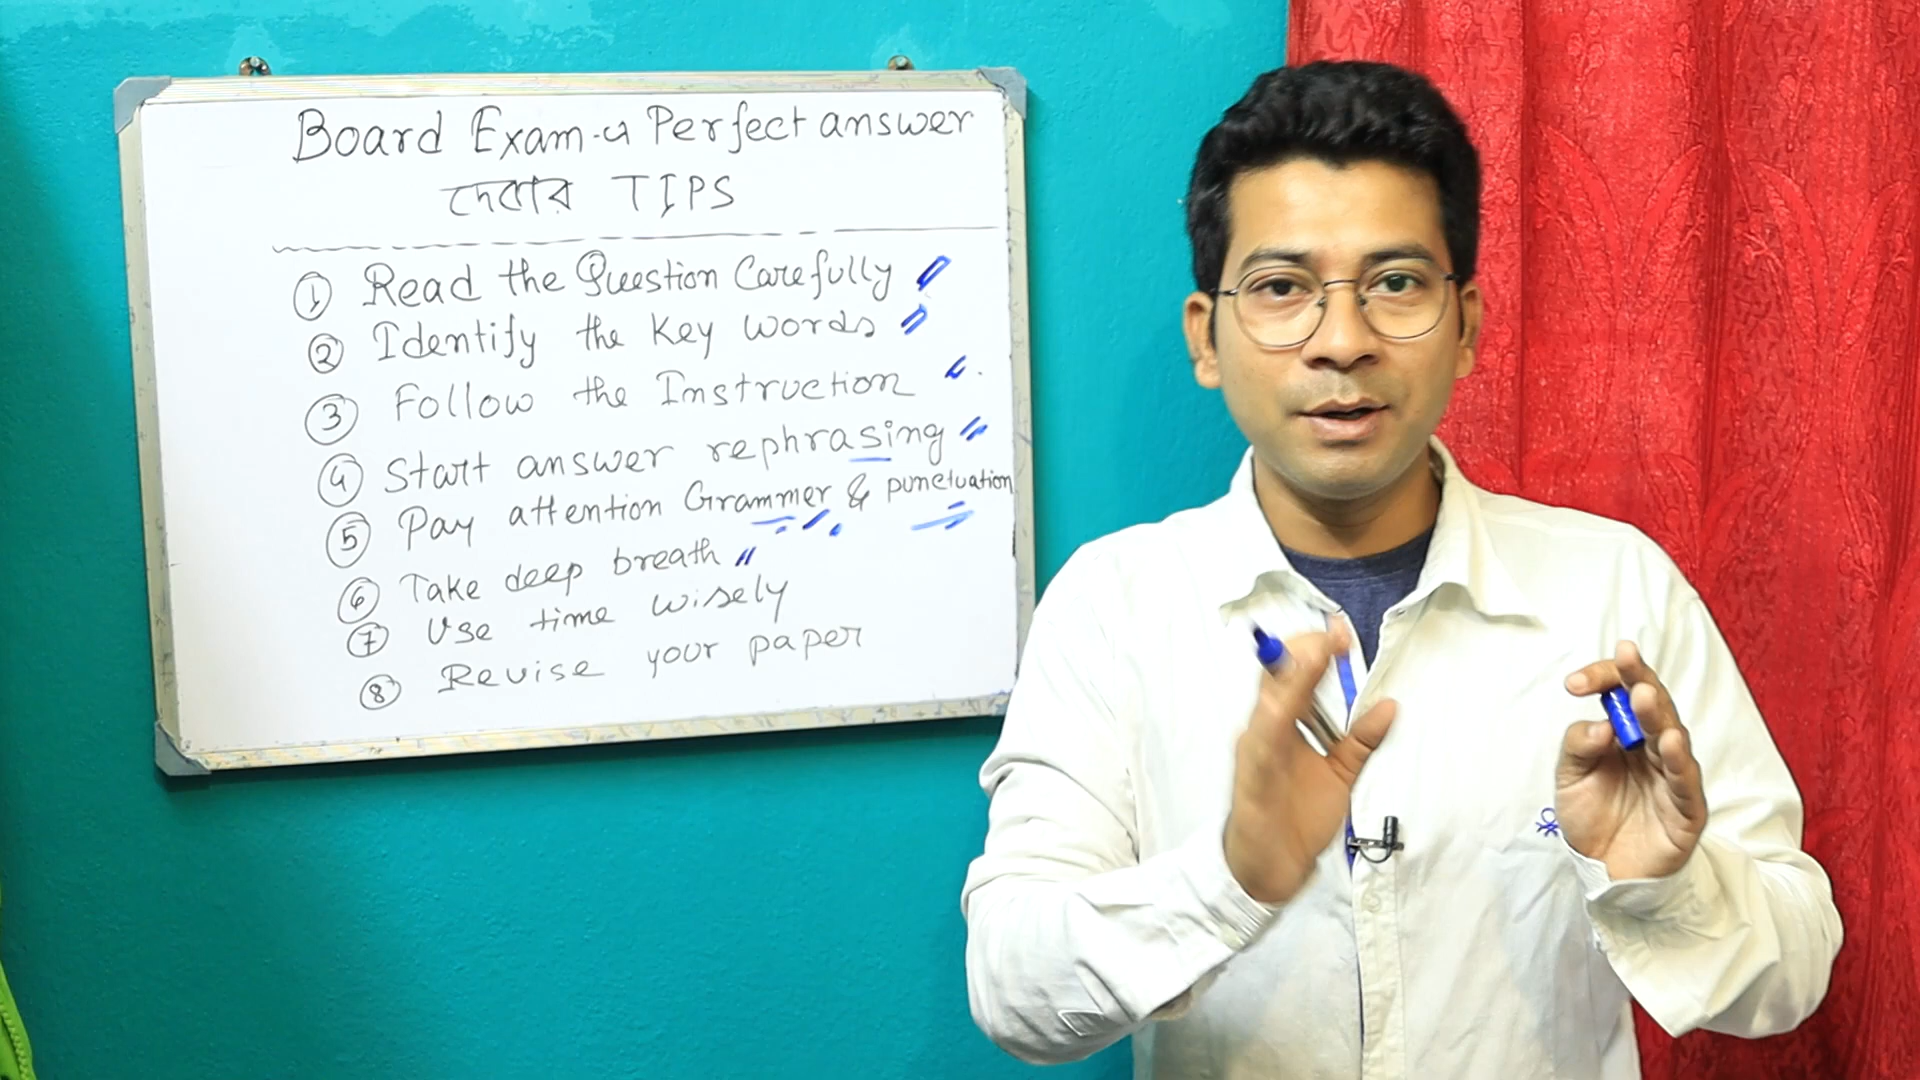 Board Exam-এ Perfect answer
দেবার TIPS
① Read the Question Carefully
② Identify the Key words
③ Follow the Instruction
④ Start answer rephrasing
⑤ Pay attention Grammer & punctuation
⑥ Take deep breath
⑦ Use time wisely
⑧ Revise your paper